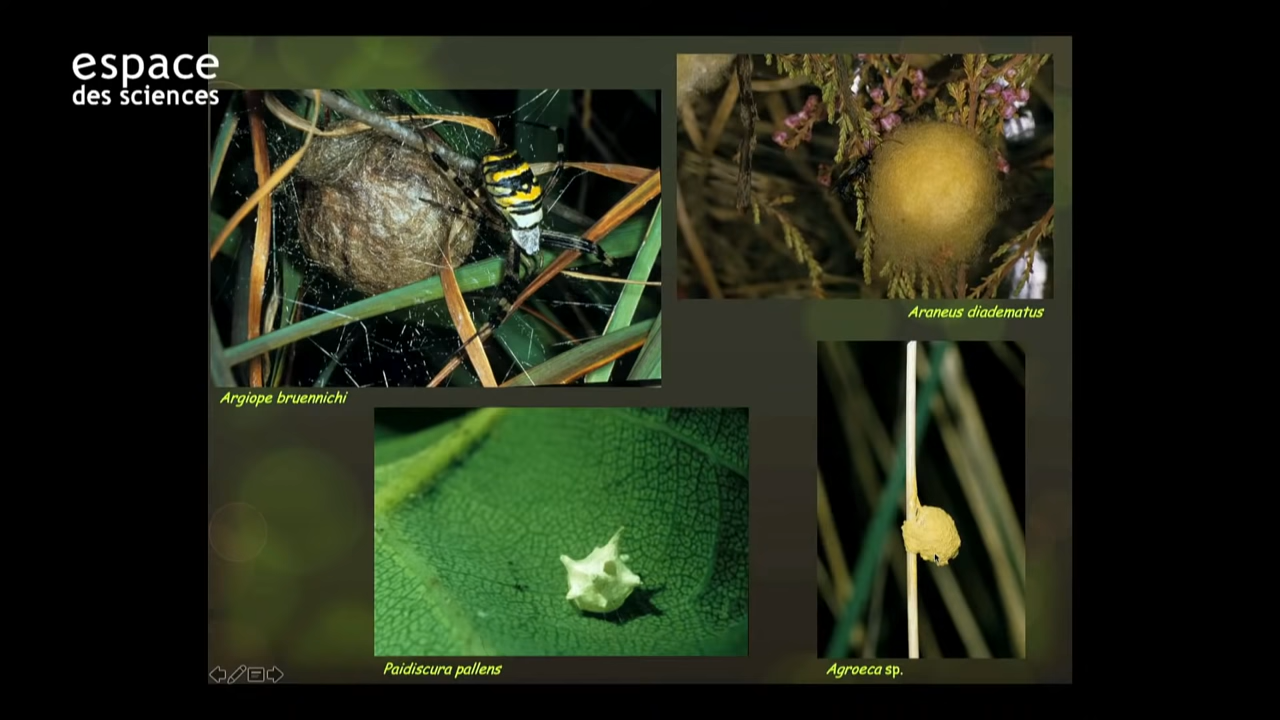 espace
des sciences
Araneus diadematus
Argiope bruennichi
Paidiscura pallens
Agroeca sp.